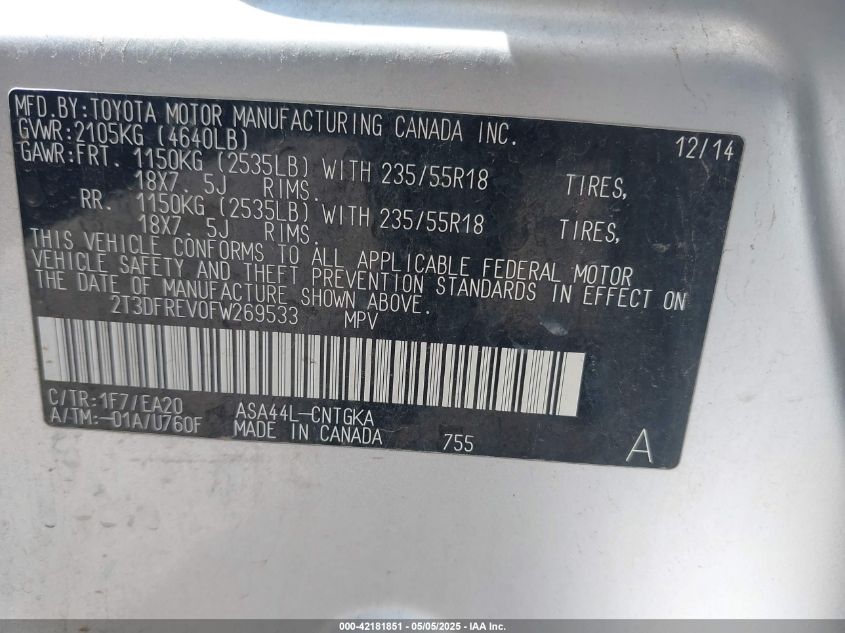 MFD.BY:TOYOTA MOTOR MANUFACTURING CANADA INC. 12/14
GVWR:2105KG (4640LB)
GAWR:FRT. 1150KG (2535LB) WITH 235/55R18 TIRES,
18X7. 5J RIMS.
RR. 1150KG (2535LB) WITH 235/55R18 TIRES,
18X7. 5J RIMS.
THIS VEHICLE CONFORMS TO ALL APPLICABLE FEDERAL MOTOR
VEHICLE SAFETY AND THEFT PREVENTION STANDARDS IN EFFECT ON
THE DATE OF MANUFACTURE SHOWN ABOVE.
2T3DFREV0FW269533 MPV
C/TR:1F7/EA20 ASA44L-CNTGKA
A/TM:-01A/U760F MADE IN CANADA 755 A
000-42181851 - 05/05/2025 - IAA Inc.